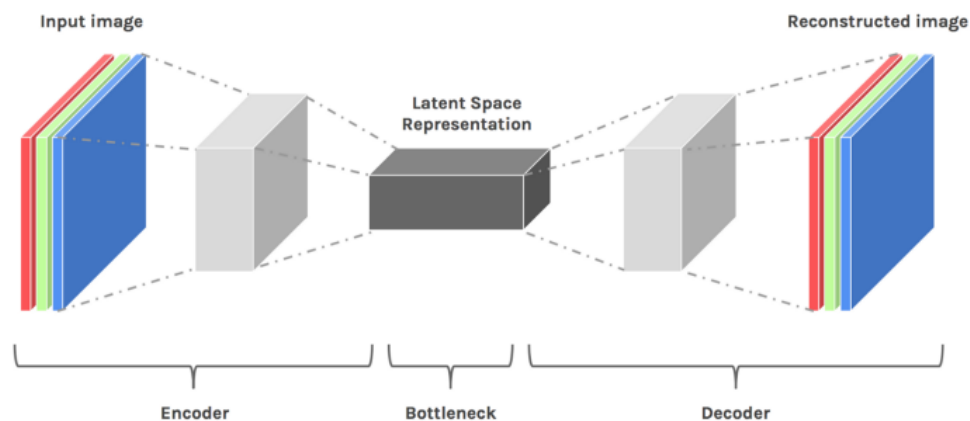 Input image
Reconstructed image
Latent Space
Representation
Encoder
Bottleneck
Decoder